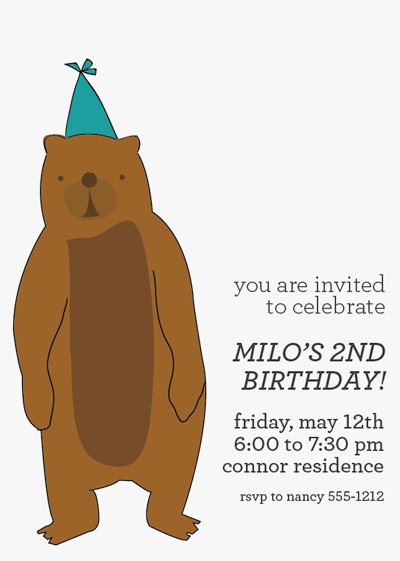 you are invited
to celebrate
MILO'S 2ND
BIRTHDAY!
friday, may 12th
6:00 to 7:30 pm
connor residence
rsvp to nancy 555-1212